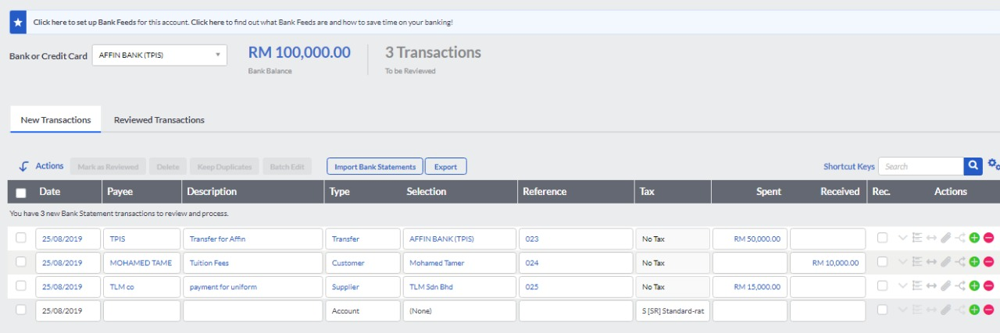 Click here to set up Bank Feeds for this account. Click here to find out what Bank Feeds are and how to save time on your banking!
Bank or Credit Card AFFIN BANK (TPIS) RM 100,000.00 3 Transactions
Bank Balance To be Reviewed
New Transactions Reviewed Transactions
Actions Mark as Reviewed Delete Keep Duplicates Batch Edit Import Bank Statements Export Shortcut Keys Search
Date Payee Description Type Selection Reference Tax Spent Received Rec. Actions
You have 3 new Bank Statement transactions to review and process.
25/08/2019 TPIS Transfer for Affin Transfer AFFIN BANK (TPIS) 023 No Tax RM 50,000.00
25/08/2019 MOHAMED TAME Tuition Fees Customer Mohamed Tamer 024 No Tax RM 10,000.00
25/08/2019 TLM co payment for uniform Supplier TLM Sdn Bhd 025 No Tax RM 15,000.00
25/08/2019 Account (None) S [SR] Standard-rat